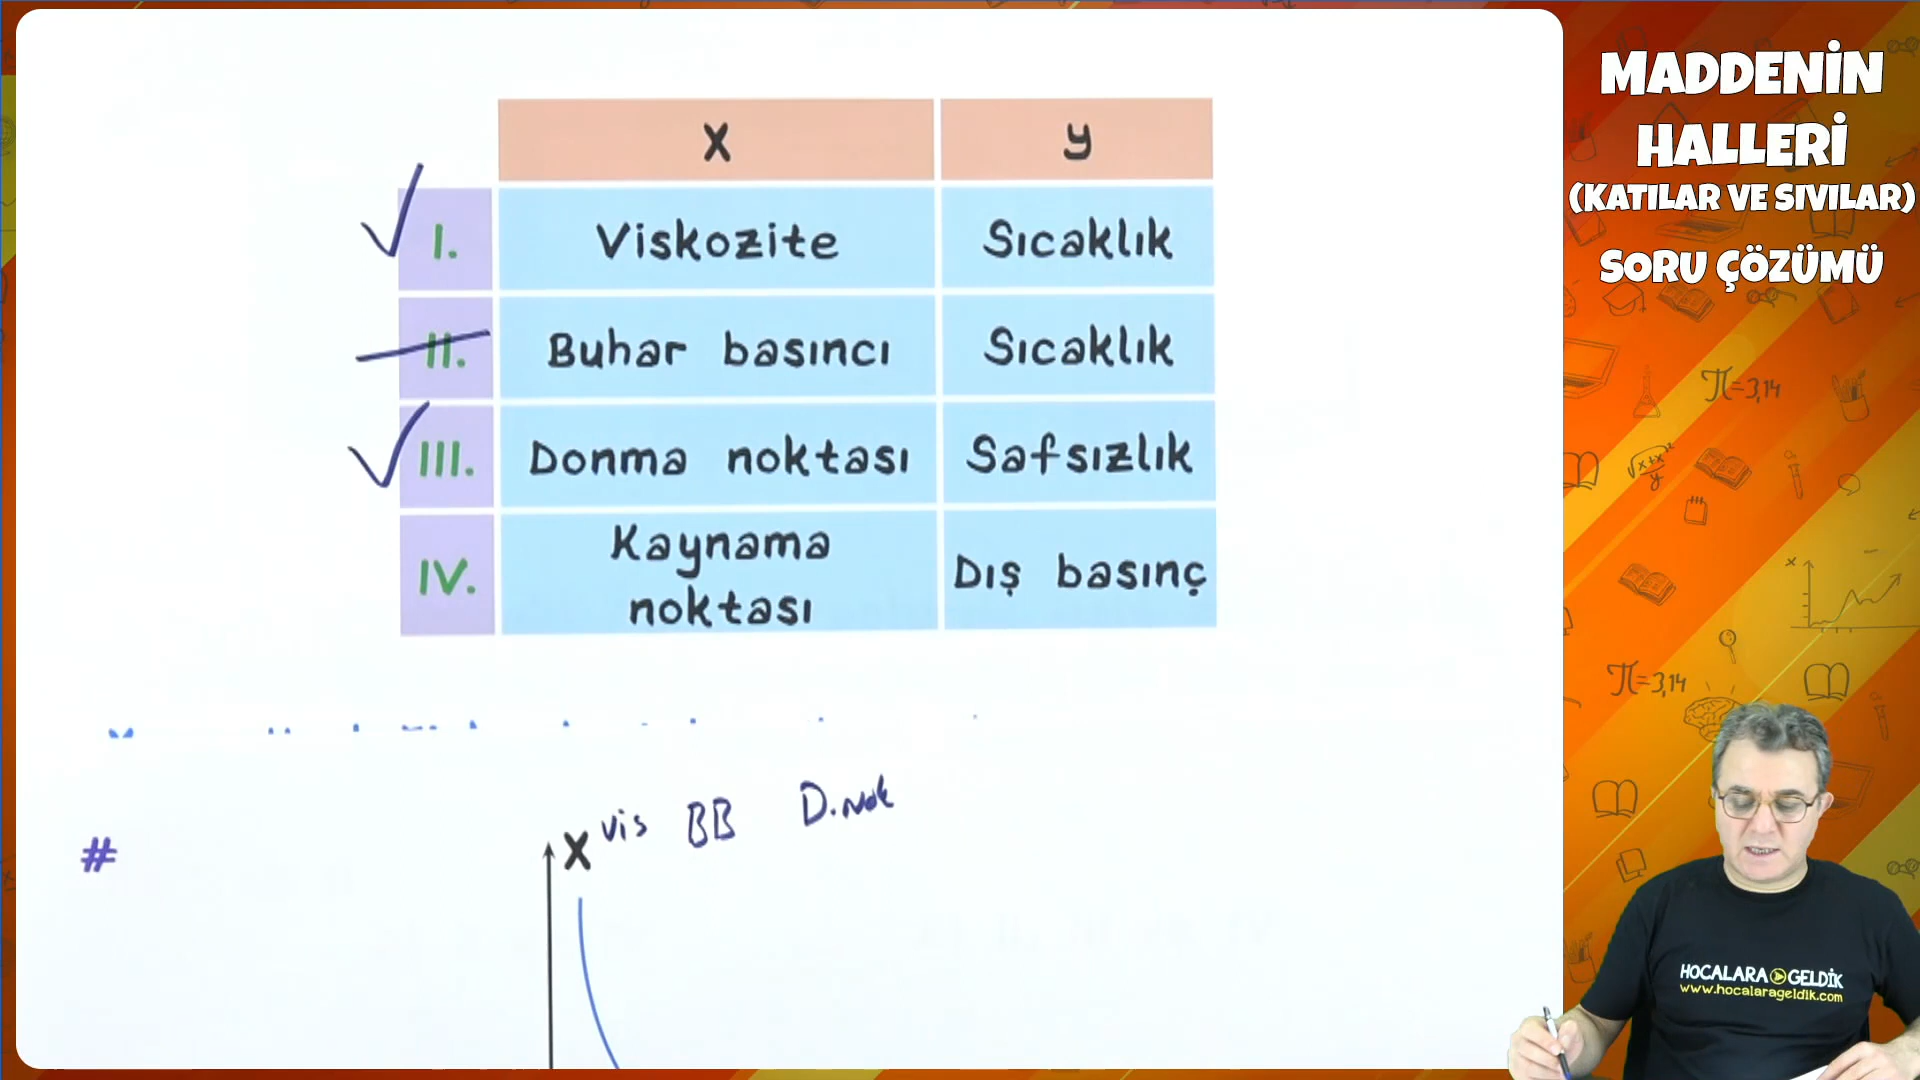 MADDENİN
HALLERİ
(KATILAR VE SIVILAR)
SORU ÇÖZÜMÜ
X y
I. Viskozite Sıcaklık
II. Buhar basıncı Sıcaklık
III. Donma noktası Safsızlık
IV. Kaynama noktası Dış basınç
# X vis BB D.Nok
π=3,14
π=3,14
HOCALARA GELDİK
www.hocalarageldik.com